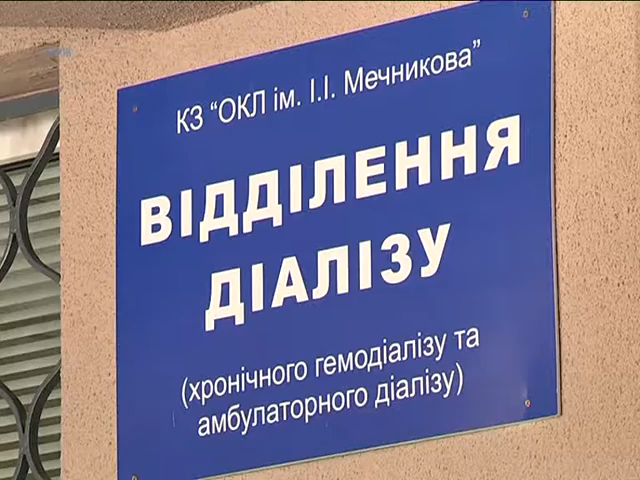 КЗ "ОКЛ ім. І.І. Мечникова"
ВІДДІЛЕННЯ
ДІАЛІЗУ
(хронічного гемодіалізу та
амбулаторного діалізу)